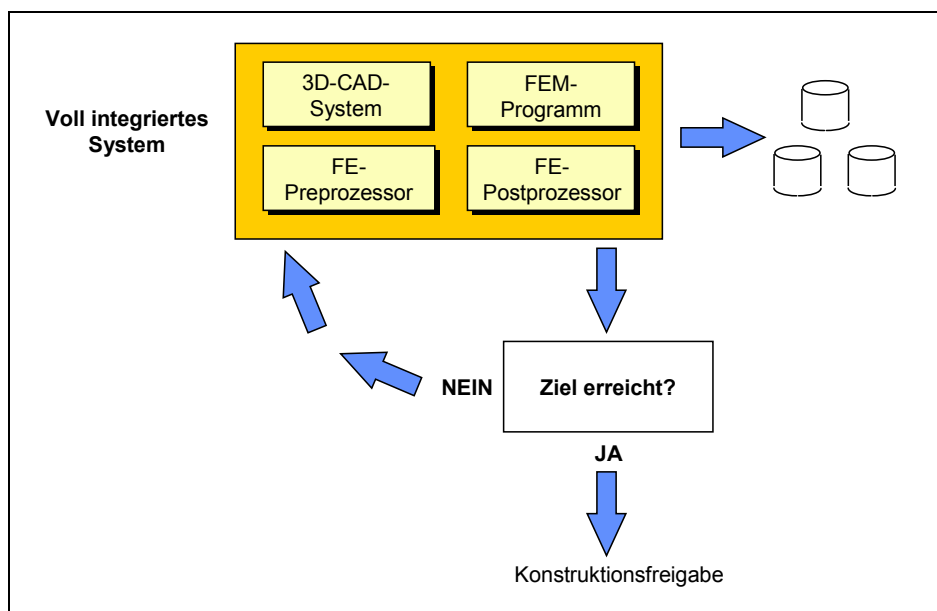 Voll integriertes
System
3D-CAD-
System
FEM-
Programm
FE-
Preprozessor
FE-
Postprozessor
NEIN
Ziel erreicht?
JA
Konstruktionsfreigabe